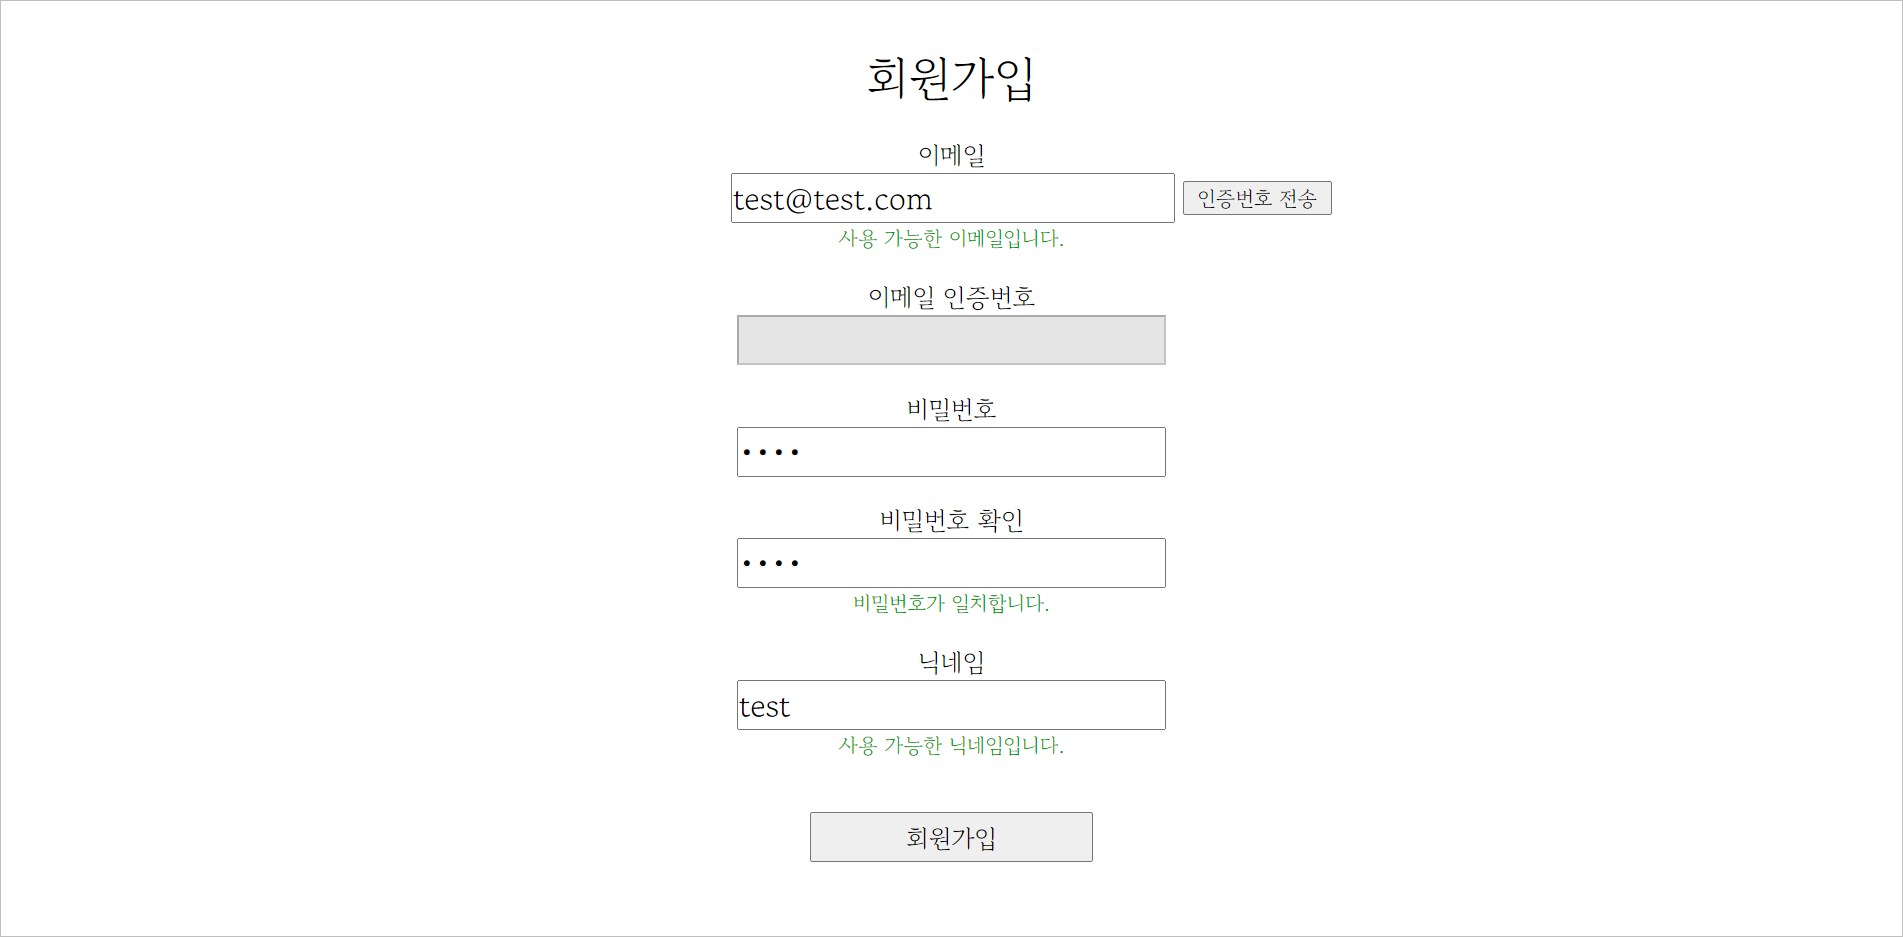 회원가입
이메일
test@test.com 인증번호 전송
사용 가능한 이메일입니다.
이메일 인증번호
비밀번호
••••
비밀번호 확인
••••
비밀번호가 일치합니다.
닉네임
test
사용 가능한 닉네임입니다.
회원가입